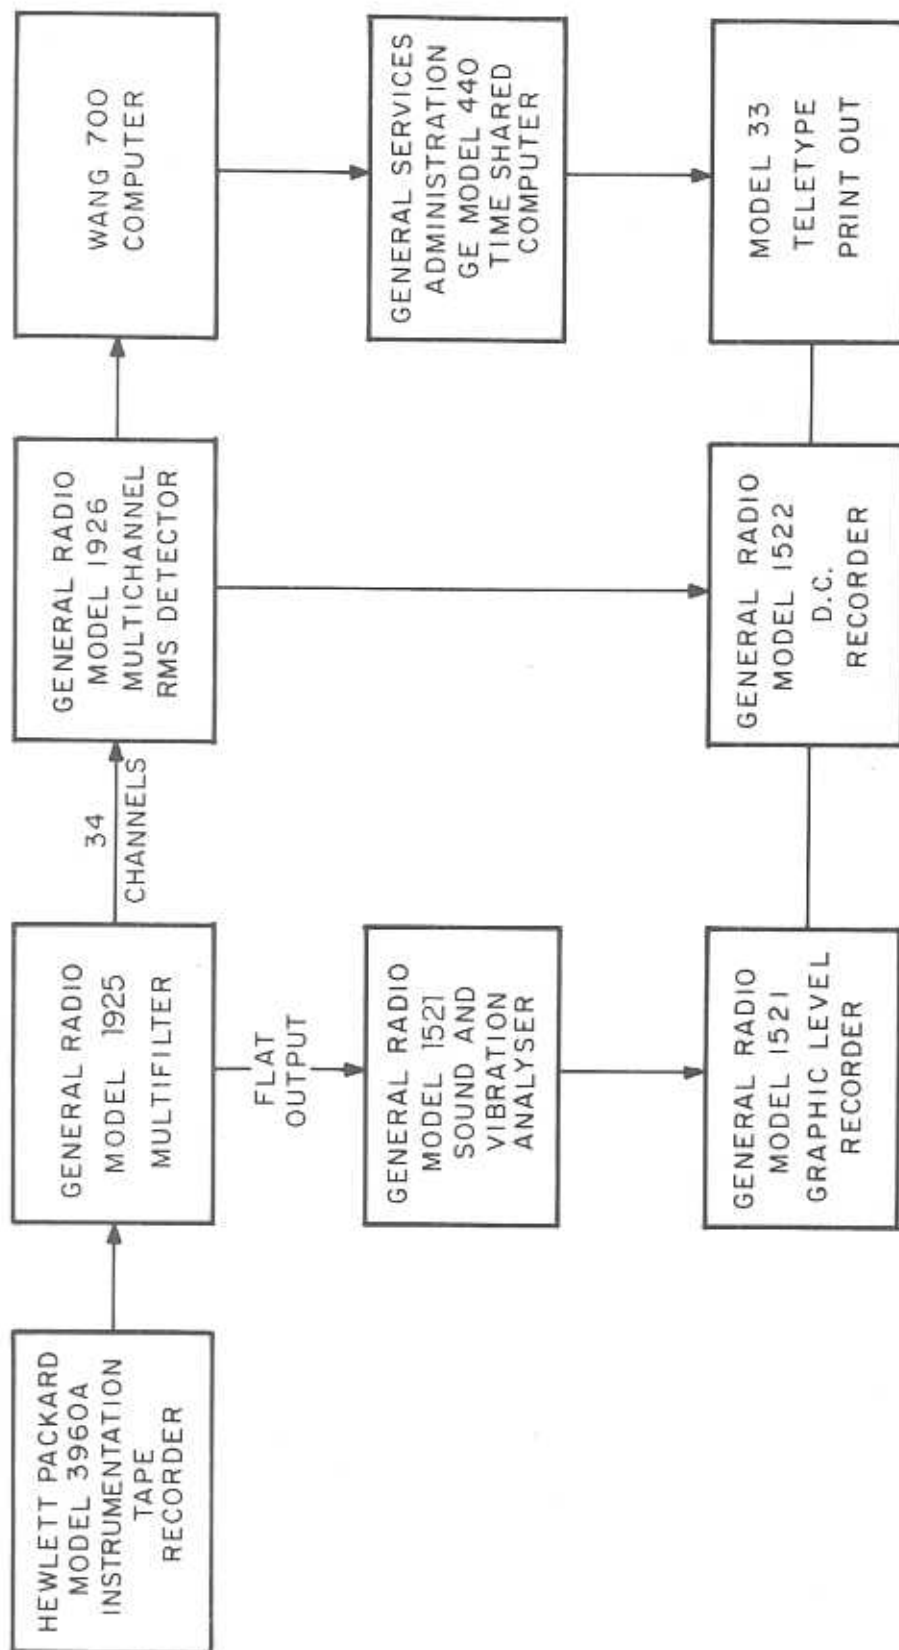 HEWLETT PACKARD
MODEL 3960A
INSTRUMENTATION
TAPE
RECORDER
GENERAL RADIO
MODEL 1925
MULTIFILTER
34
CHANNELS
GENERAL RADIO
MODEL 1926
MULTICHANNEL
RMS DETECTOR
WANG 700
COMPUTER
FLAT
OUTPUT
GENERAL RADIO
MODEL 1521
SOUND AND
VIBRATION
ANALYSER
GENERAL SERVICES
ADMINISTRATION
GE MODEL 440
TIME SHARED
COMPUTER
GENERAL RADIO
MODEL 1521
GRAPHIC LEVEL
RECORDER
GENERAL RADIO
MODEL 1522
D.C.
RECORDER
MODEL 33
TELETYPE
PRINT OUT